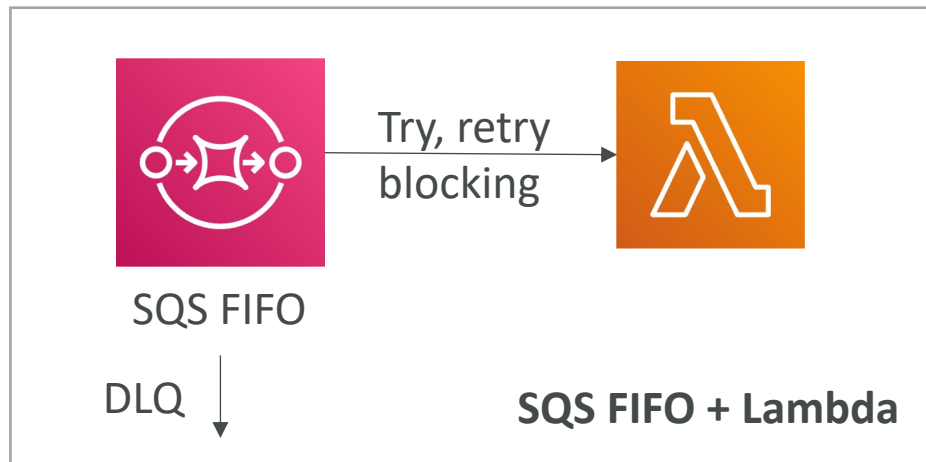 Try, retry
blocking
SQS FIFO
DLQ
SQS FIFO + Lambda